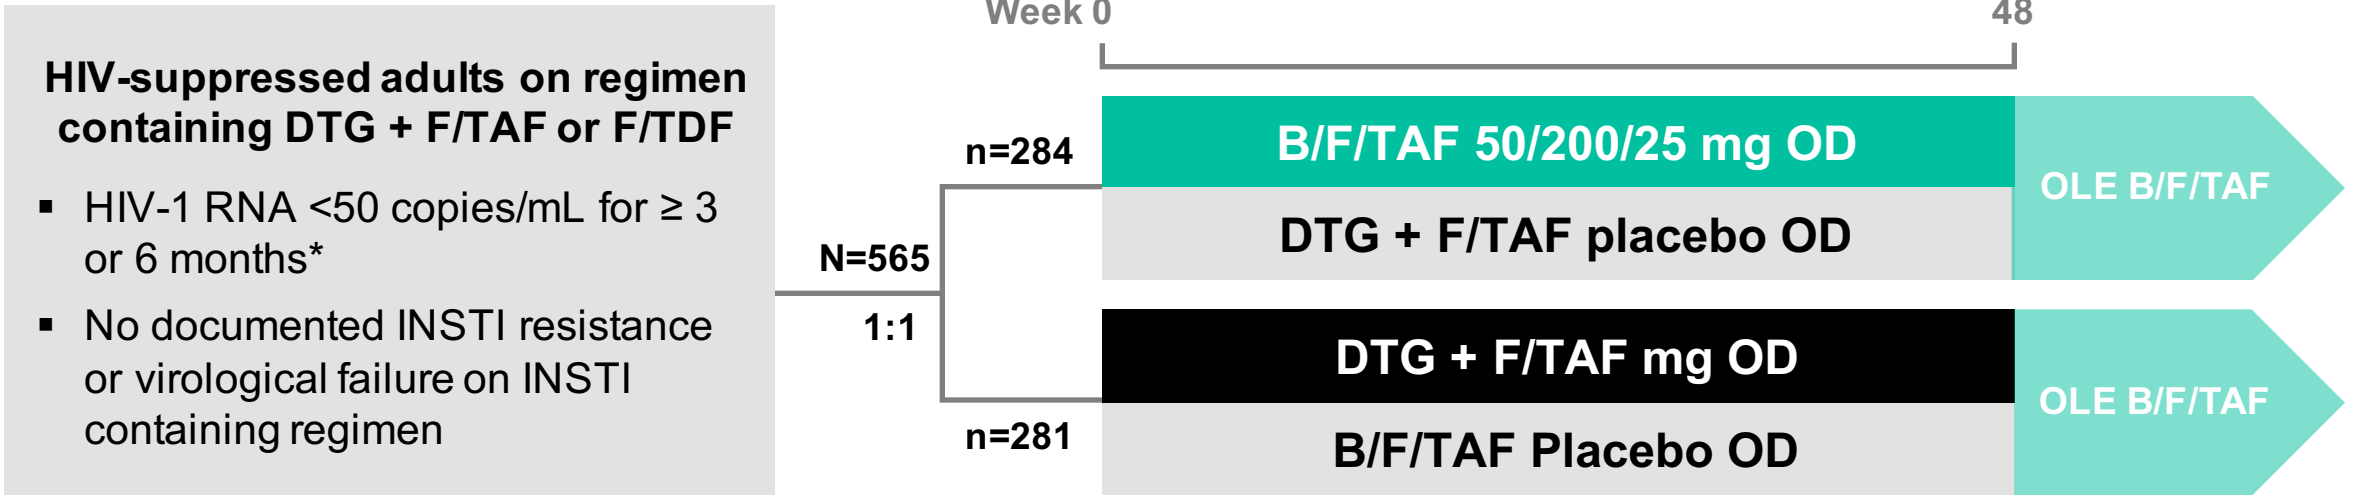 Week 0
48
HIV-suppressed adults on regimen
containing DTG + F/TAF or F/TDF
▪ HIV-1 RNA <50 copies/mL for ≥ 3
or 6 months*
▪ No documented INSTI resistance
or virological failure on INSTI
containing regimen
N=565
1:1
n=284
B/F/TAF 50/200/25 mg OD
DTG + F/TAF placebo OD
OLE B/F/TAF
n=281
DTG + F/TAF mg OD
B/F/TAF Placebo OD
OLE B/F/TAF